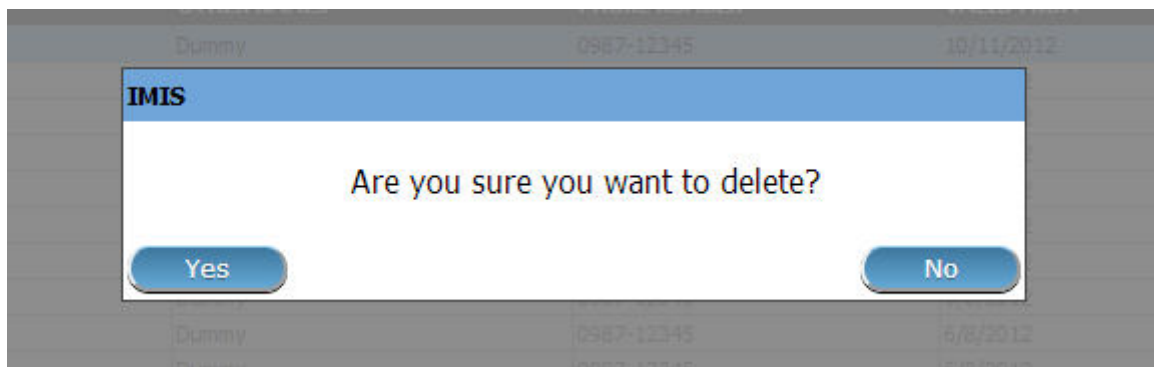 Dummy 0987-12345 10/11/2012
IMIS
Are you sure you want to delete?
Yes No
Dummy 0987-12345 6/8/2012